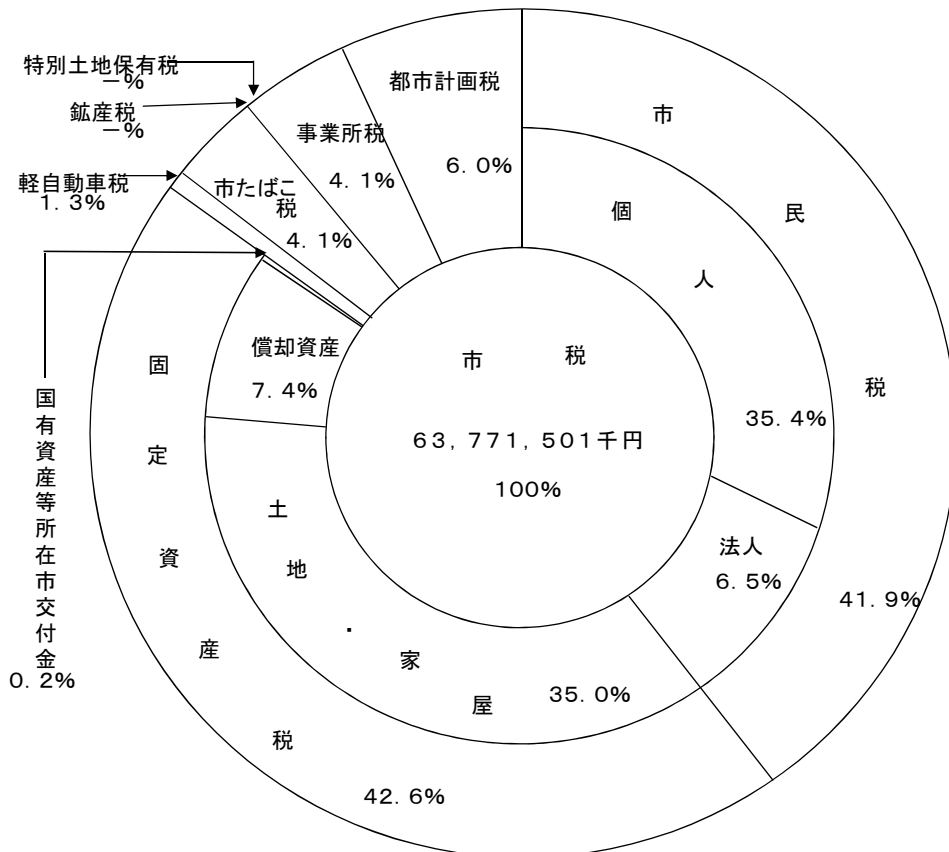 特別土地保有税
－%
鉱産税
－%
軽自動車税
1.3%
市たばこ
税
4.1%
事業所税
4.1%
都市計画税
6.0%
市民税
41.9%
個人
35.4%
法人
6.5%
市税
63,771,501千円
100%
償却資産
7.4%
土地・家屋
35.0%
固定資産税
42.6%
国有資産等所在市交付金
0.2%